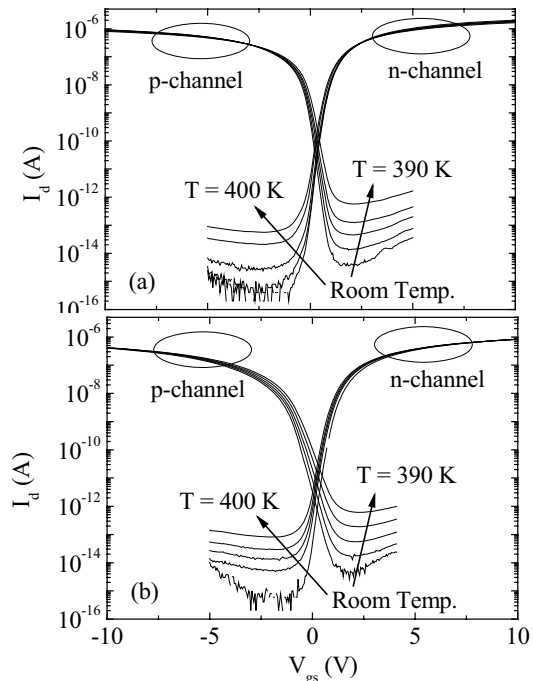 10^-6
p-channel
n-channel
10^-8
10^-10
I_d (A)
T = 400 K
T = 390 K
10^-12
10^-14
(a)
Room Temp.
10^-16
10^-6
p-channel
n-channel
10^-8
10^-10
I_d (A)
T = 400 K
T = 390 K
10^-12
10^-14
(b)
Room Temp.
10^-16
-10 -5 0 5 10
V_gs (V)